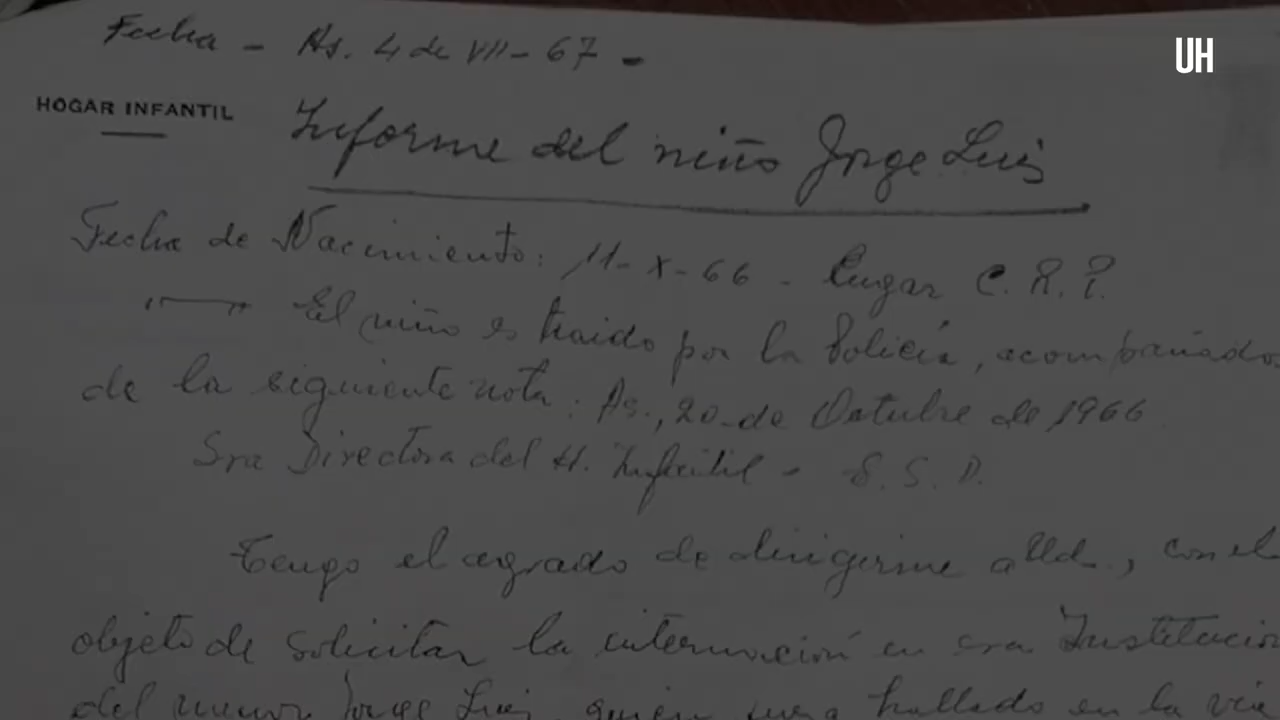 Fecha - As. 4 de VII-67 -
UH
HOGAR INFANTIL
Informe del niño Jorge Luis
Fecha de Nacimiento: 11-X-66 - Lugar C. R. P.
El niño es traido por la Policía, acompañado
de la siguiente nota: As., 20 de Octubre de 1966
Sra Directora del H. Infantil - S. S. D.
Tengo el agrado de dirigirme a Ud., con el
objeto de solicitar la internación en esa Institución
del menor Jorge Luis, quien fuera hallado en la vía